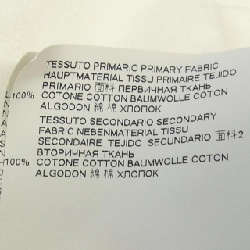 TESSUTO PRIMARIO PRIMARY FABRIC
HAUPTMATERIAL TISSU PRIMAIRE TEJIDO
PRIMARIO 面料 ПЕРВИЧНАЯ ТКАНЬ
100% COTONE COTTON BAUMWOLLE COTON
ALGODON 綿 棉 ХЛОПОК
TESSUTO SECONDARIO SECONDARY
FABRIC NEBENMATERIAL TISSU
SECONDAIRE TEJIDO SECUNDARIO 面料2
ВТОРИЧНАЯ ТКАНЬ
100% COTONE COTTON BAUMWOLLE COTON
ALGODON 綿 棉 ХЛОПОК